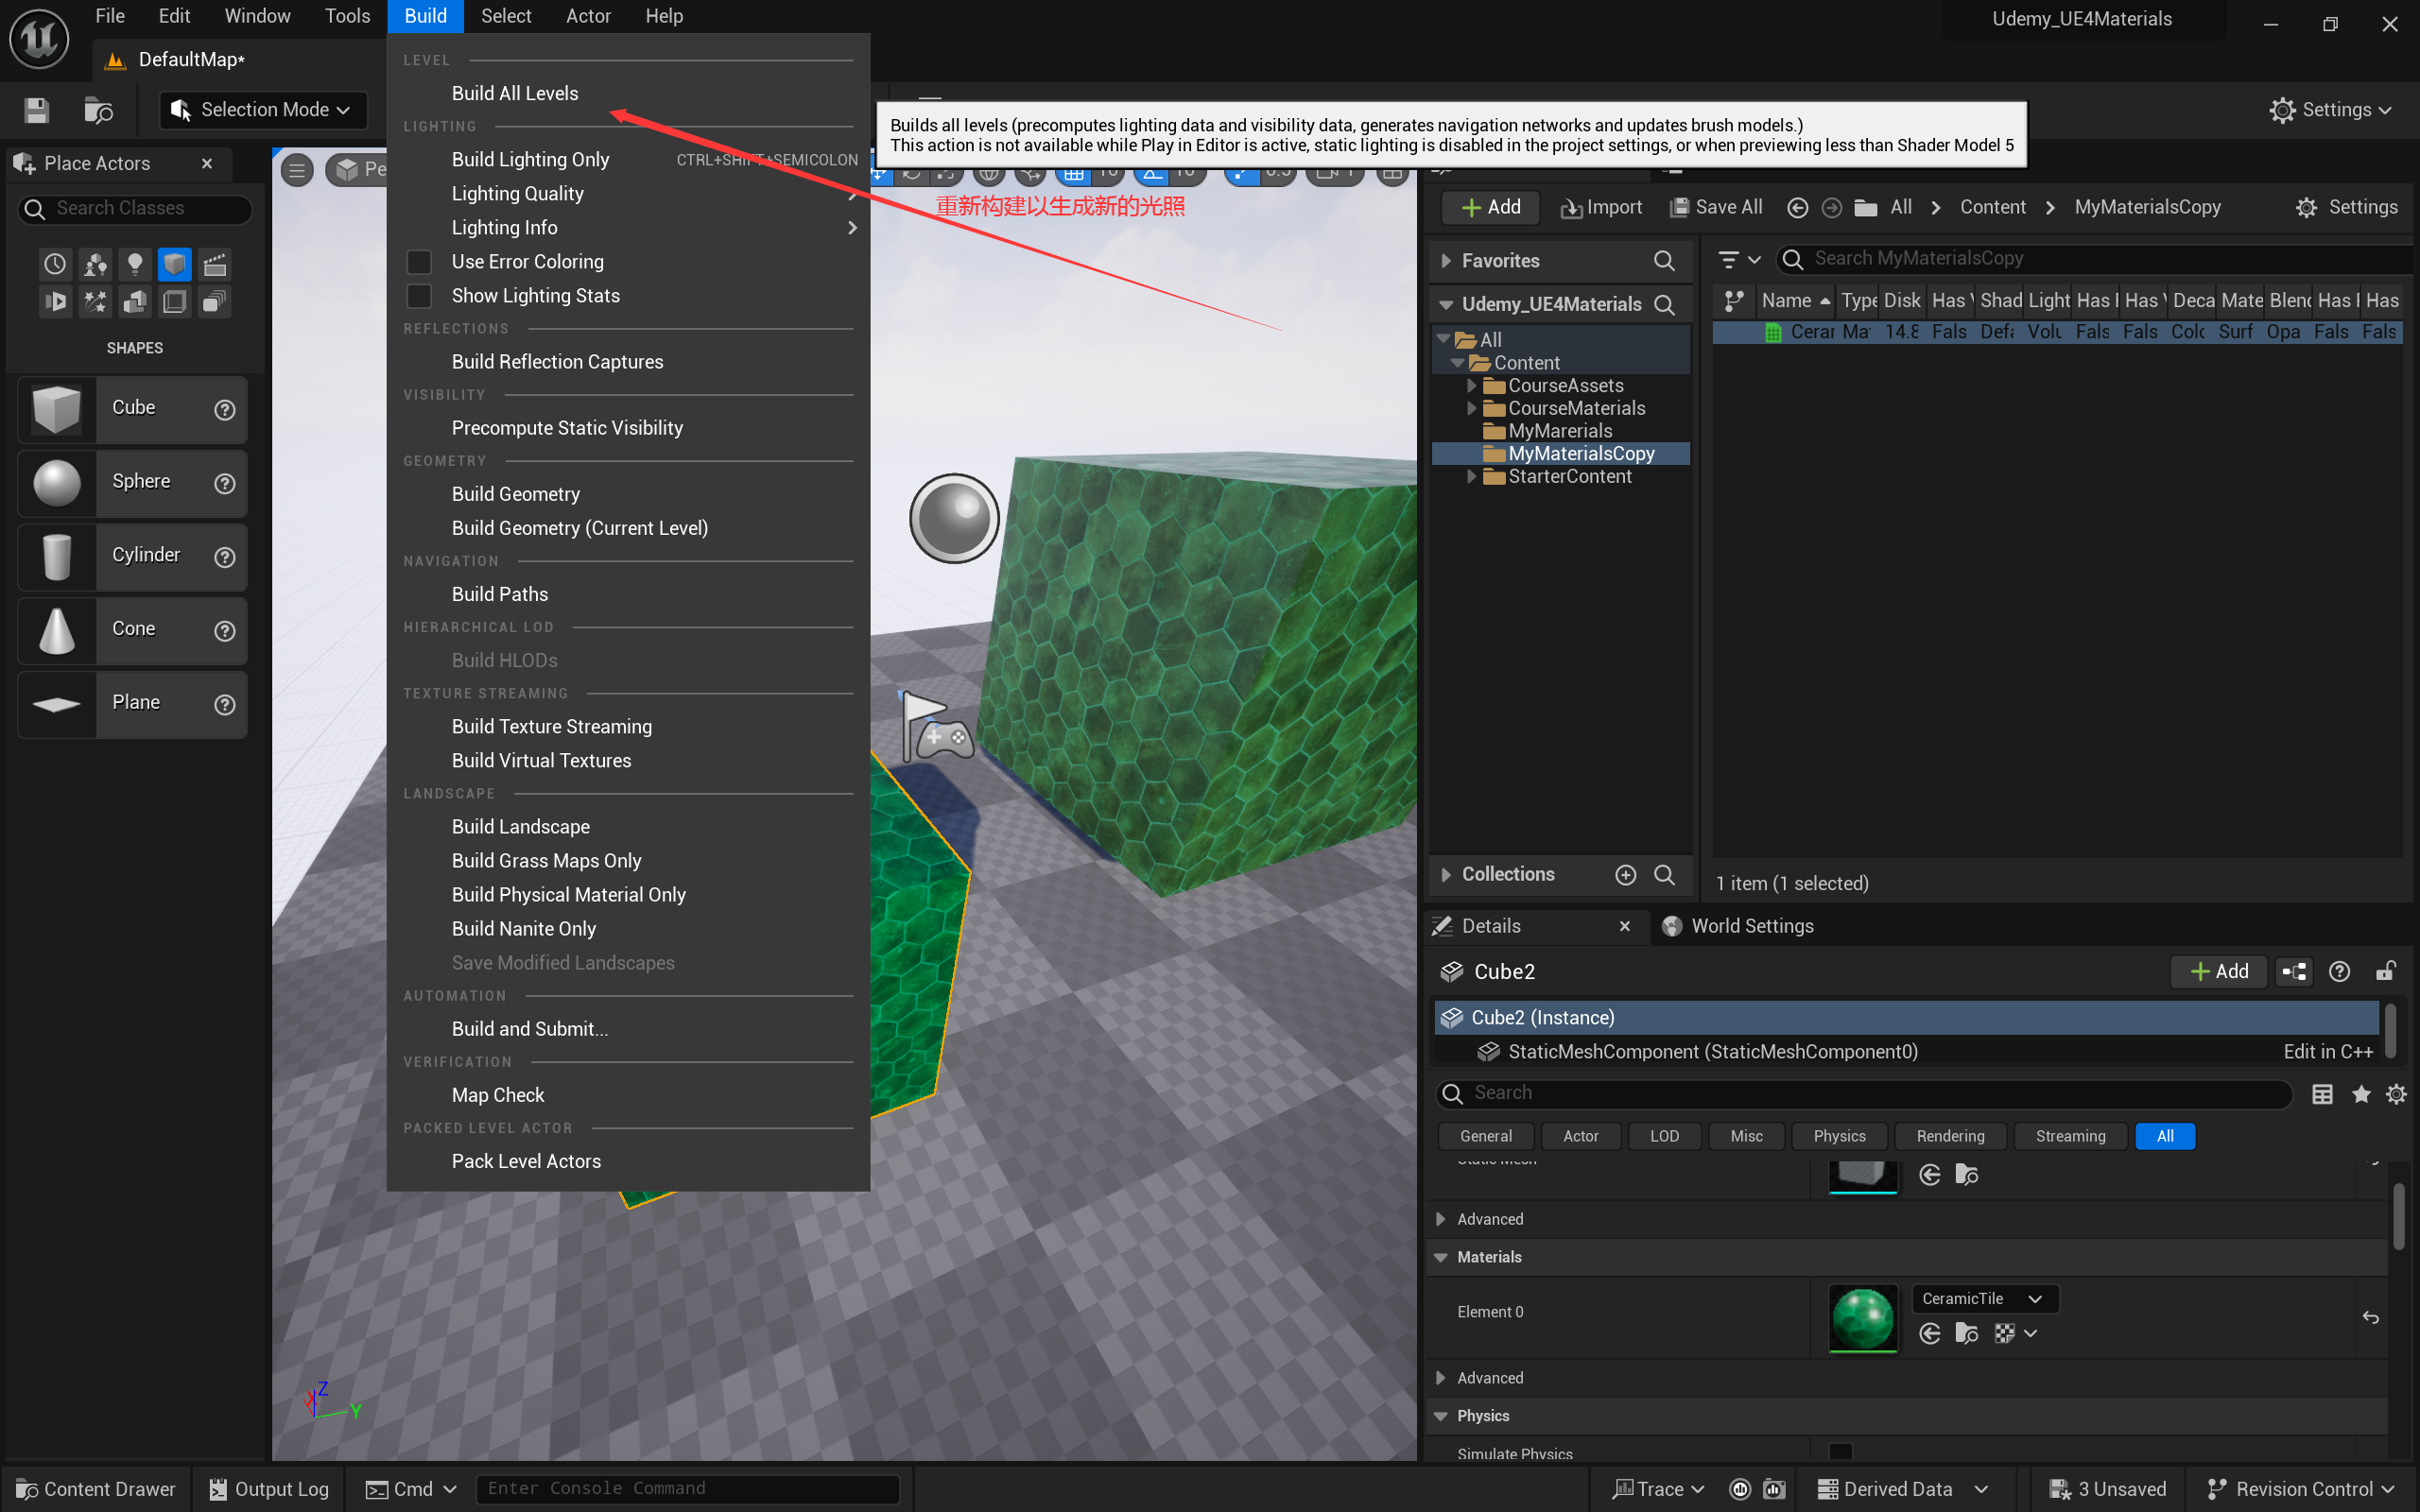 File Edit Window Tools Build Select Actor Help
Udemy_UE4Materials
DefaultMap*
Selection Mode
Settings
Place Actors
Search Classes
SHAPES
Cube
Sphere
Cylinder
Cone
Plane
LEVEL
Build All Levels
LIGHTING
Build Lighting Only CTRL+SHIFT+SEMICOLON
Lighting Quality
Lighting Info
Use Error Coloring
Show Lighting Stats
REFLECTIONS
Build Reflection Captures
VISIBILITY
Precompute Static Visibility
GEOMETRY
Build Geometry
Build Geometry (Current Level)
NAVIGATION
Build Paths
HIERARCHICAL LOD
Build HLODs
TEXTURE STREAMING
Build Texture Streaming
Build Virtual Textures
LANDSCAPE
Build Landscape
Build Grass Maps Only
Build Physical Material Only
Build Nanite Only
Save Modified Landscapes
AUTOMATION
Build and Submit...
VERIFICATION
Map Check
PACKED LEVEL ACTOR
Pack Level Actors
Builds all levels (precomputes lighting data and visibility data, generates navigation networks and updates brush models.)
This action is not available while Play in Editor is active, static lighting is disabled in the project settings, or when previewing less than Shader Model 5
Pe
重新构建以生成新的光照
X Z Y
Add Import Save All All Content MyMaterialsCopy Settings
Favorites
Udemy_UE4Materials
All
Content
CourseAssets
CourseMaterials
MyMarerials
MyMaterialsCopy
StarterContent
Collections
Search MyMaterialsCopy
Name Type Disk Has Shad Light Has Has Deca Mate Blend Has Has
Cerar Ma 14.8 Fals Defa Volu Fals Fals Colo Surf Opa Fals Fals
1 item (1 selected)
Details World Settings
Cube2 Add
Cube2 (Instance)
StaticMeshComponent (StaticMeshComponent0) Edit in C++
Search
General Actor LOD Misc Physics Rendering Streaming All
Static Mesh
Advanced
Materials
Element 0 CeramicTile
Advanced
Physics
Simulate Physics
Content Drawer Output Log Cmd Enter Console Command Trace Derived Data 3 Unsaved Revision Control